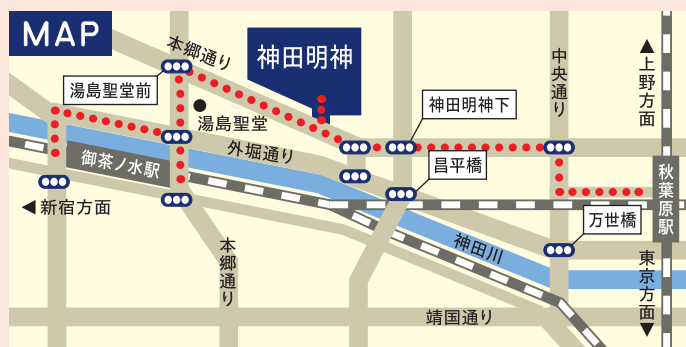 MAP
本郷通り
神田明神
中央通り
▲上野方面
湯島聖堂前
湯島聖堂
神田明神下
外堀通り
昌平橋
御茶ノ水駅
秋葉原駅
◀新宿方面
万世橋
本郷通り
神田川
東京方面▼
靖国通り